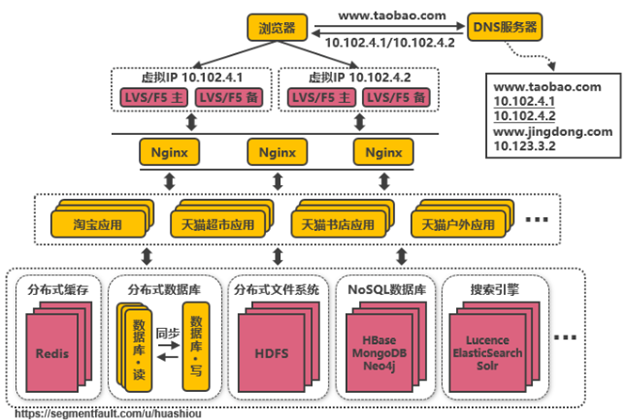 www.taobao.com
浏览器
DNS服务器
10.102.4.1/10.102.4.2
虚拟IP 10.102.4.1
虚拟IP 10.102.4.2
LVS/F5 主
LVS/F5 备
LVS/F5 主
LVS/F5 备
www.taobao.com
10.102.4.1
10.102.4.2
www.jingdong.com
10.123.3.2
Nginx
Nginx
Nginx
淘宝应用
天猫超市应用
天猫书店应用
天猫户外应用
...
分布式缓存
分布式数据库
分布式文件系统
NoSQL数据库
搜索引擎
Redis
数据库·读
同步
数据库·写
HDFS
HBase
MongoDB
Neo4j
Lucence
ElasticSearch
Solr
...
https://segmentfault.com/u/huashiou